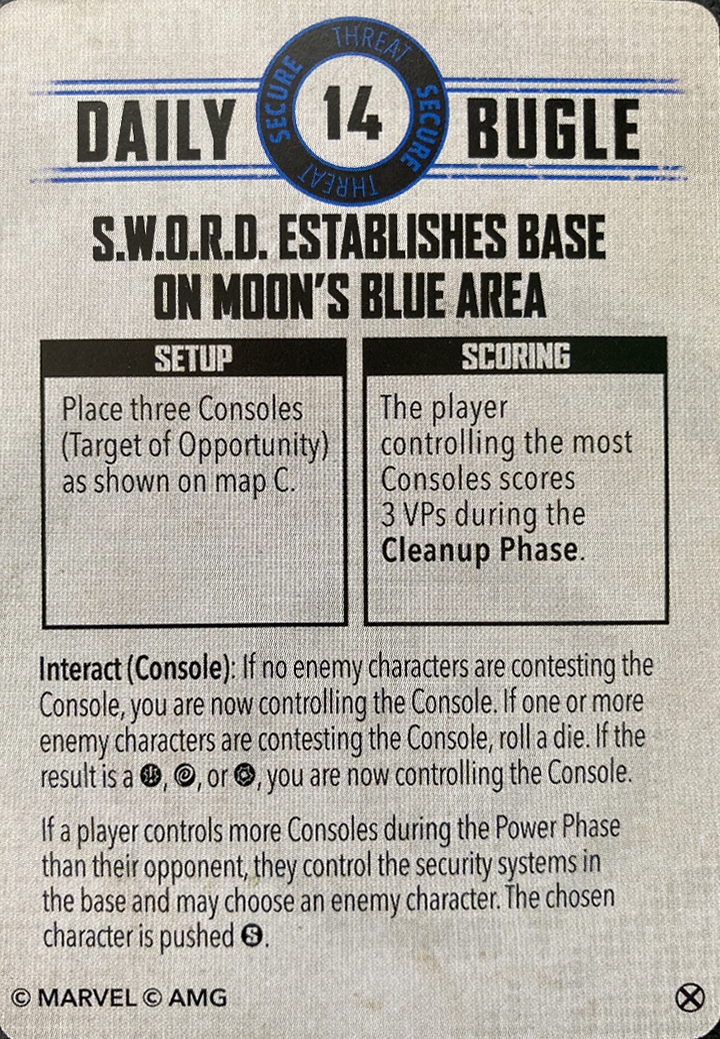 THREAT
SECURE
SECURE
THREAT
DAILY 14 BUGLE
S.W.O.R.D. ESTABLISHES BASE
ON MOON'S BLUE AREA
SETUP
Place three Consoles
(Target of Opportunity)
as shown on map C.
SCORING
The player
controlling the most
Consoles scores
3 VPs during the
Cleanup Phase.
Interact (Console): If no enemy characters are contesting the
Console, you are now controlling the Console. If one or more
enemy characters are contesting the Console, roll a die. If the
result is a , , or , you are now controlling the Console.
If a player controls more Consoles during the Power Phase
than their opponent, they control the security systems in
the base and may choose an enemy character. The chosen
character is pushed S.
© MARVEL © AMG